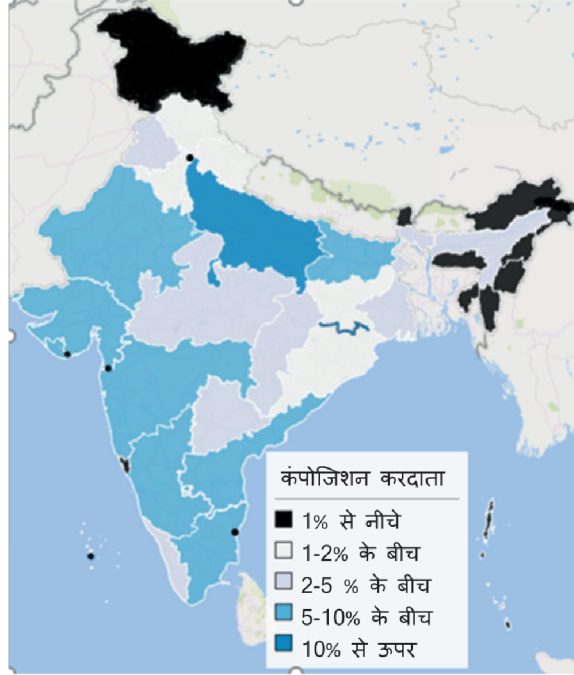 कंपोजिशन करदाता
1% से नीचे
1-2% के बीच
2-5 % के बीच
5-10% के बीच
10% से ऊपर